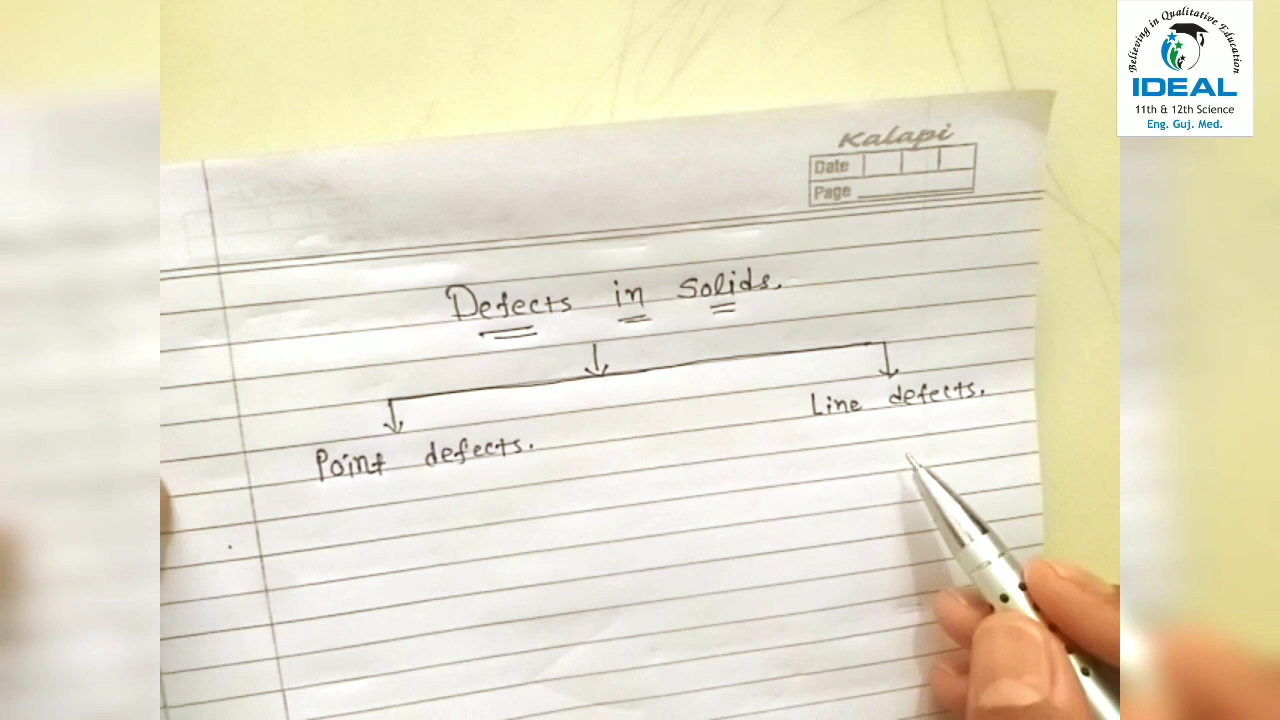 Believing in Qualitative Education
IDEAL
11th & 12th Science
Eng. Guj. Med.
Kalapi
Date
Page
Defects in Solids.
Line defects.
Point defects.